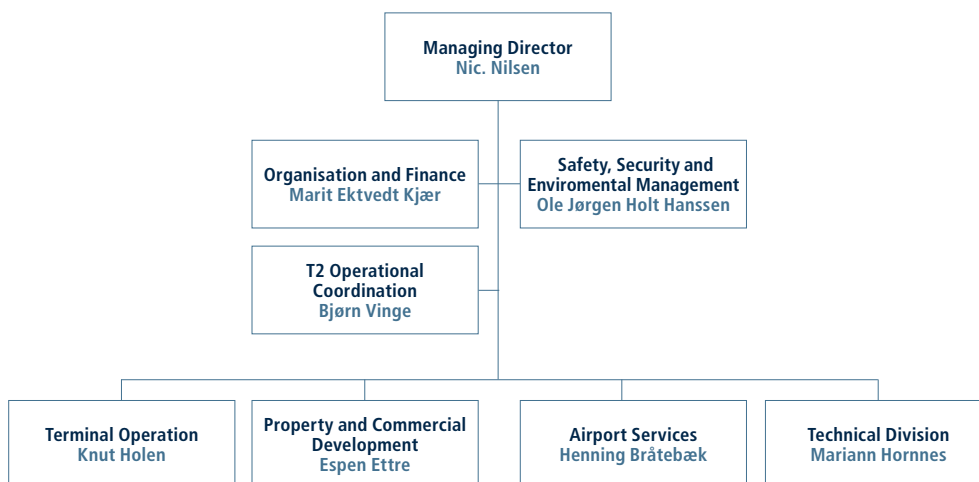 Managing Director
Nic. Nilsen
Organisation and Finance
Marit Ektvedt Kjær
Safety, Security and
Enviromental Management
Ole Jørgen Holt Hanssen
T2 Operational
Coordination
Bjørn Vinge
Terminal Operation
Knut Holen
Property and Commercial
Development
Espen Ettre
Airport Services
Henning Bråtebæk
Technical Division
Mariann Hornnes